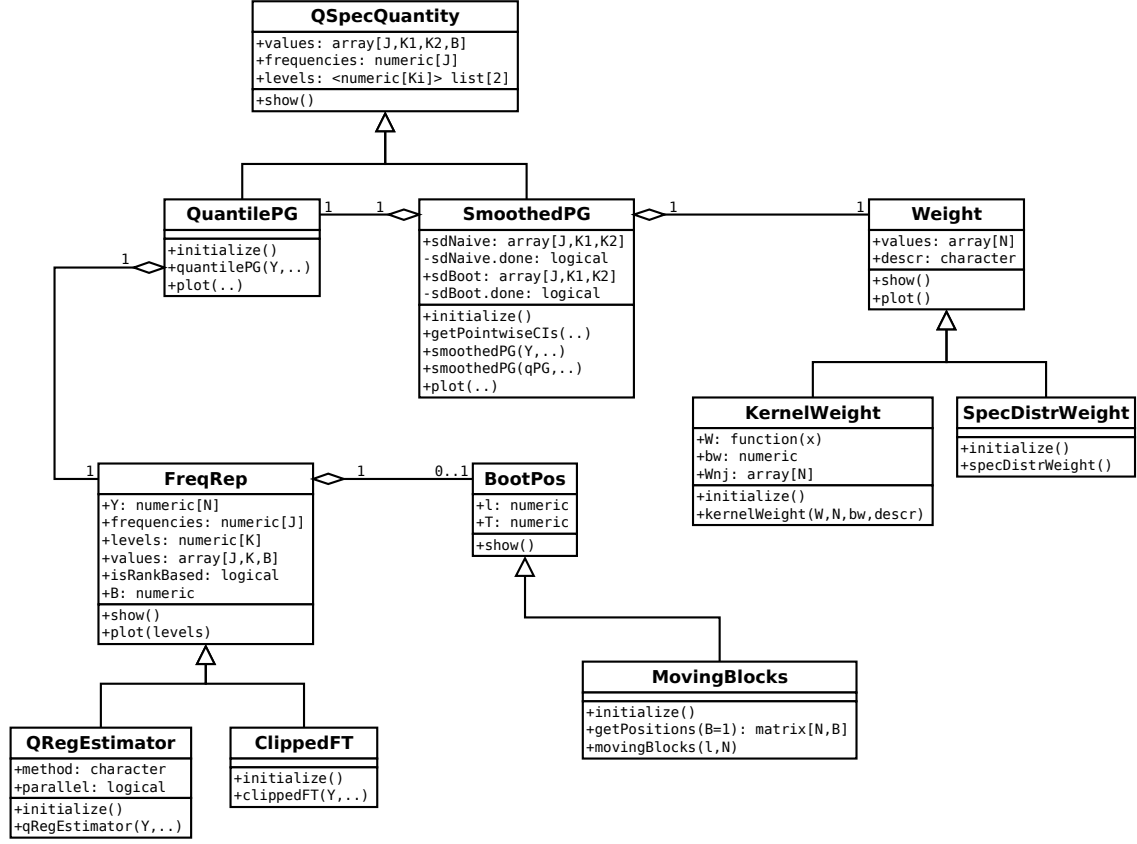 QSpecQuantity
+values: array[J,K1,K2,B]
+frequencies: numeric[J]
+levels: <numeric[Ki]> list[2]
+show()
QuantilePG
+initialize()
+quantilePG(Y,..)
+plot(..)
1
1
1
SmoothedPG
+sdNaive: array[J,K1,K2]
-sdNaive.done: logical
+sdBoot: array[J,K1,K2]
-sdBoot.done: logical
+initialize()
+getPointwiseCIs(..)
+smoothedPG(Y,..)
+smoothedPG(qPG,..)
+plot(..)
1
1
Weight
+values: array[N]
+descr: character
+show()
+plot()
KernelWeight
+W: function(x)
+bw: numeric
+Wnj: array[N]
+initialize()
+kernelWeight(W,N,bw,descr)
SpecDistrWeight
+initialize()
+specDistrWeight()
1
FreqRep
+Y: numeric[N]
+frequencies: numeric[J]
+levels: numeric[K]
+values: array[J,K,B]
+isRankBased: logical
+B: numeric
+show()
+plot(levels)
1
0..1
BootPos
+l: numeric
+T: numeric
+show()
MovingBlocks
+initialize()
+getPositions(B=1): matrix[N,B]
+movingBlocks(l,N)
QRegEstimator
+method: character
+parallel: logical
+initialize()
+qRegEstimator(Y,..)
ClippedFT
+initialize()
+clippedFT(Y,..)